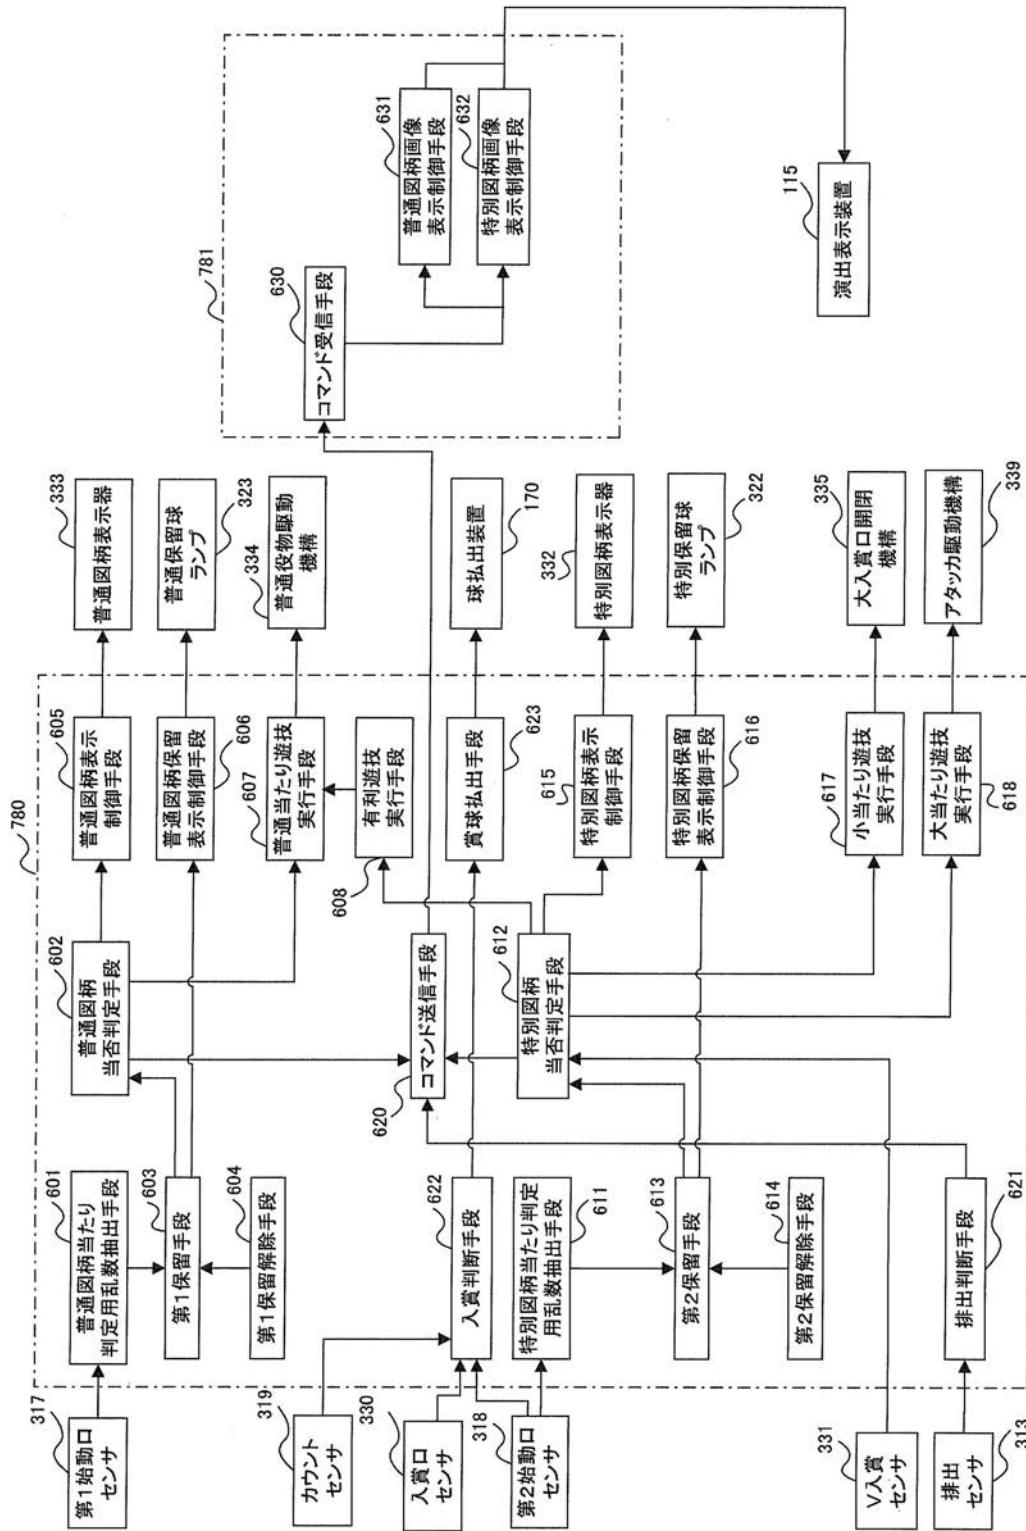 317
第1始動口
センサ
319
カウント
センサ
330
入賞口
センサ
318
第2始動口
センサ
331
V入賞
センサ
313
排出
センサ
780
601
普通図柄当たり
判定用乱数抽出手段
603
第1保留手段
604
第1保留解除手段
622
入賞判断手段
611
特別図柄当たり判定
用乱数抽出手段
613
第2保留手段
614
第2保留解除手段
621
排出判断手段
602
普通図柄
当否判定手段
620
コマンド送信手段
612
特別図柄
当否判定手段
605
普通図柄表示
制御手段
606
普通図柄保留
表示制御手段
607
普通当たり遊技
実行手段
608
有利遊技
実行手段
623
賞球払出手段
615
特別図柄表示
制御手段
616
特別図柄保留
表示制御手段
617
小当たり遊技
実行手段
618
大当たり遊技
実行手段
333
普通図柄表示器
323
普通保留球
ランプ
334
普通役物駆動
機構
170
球払出装置
332
特別図柄表示器
322
特別保留球
ランプ
335
大入賞口開閉
機構
339
アタッカ駆動機構
781
630
コマンド受信手段
631
普通図柄画像
表示制御手段
632
特別図柄画像
表示制御手段
115
演出表示装置